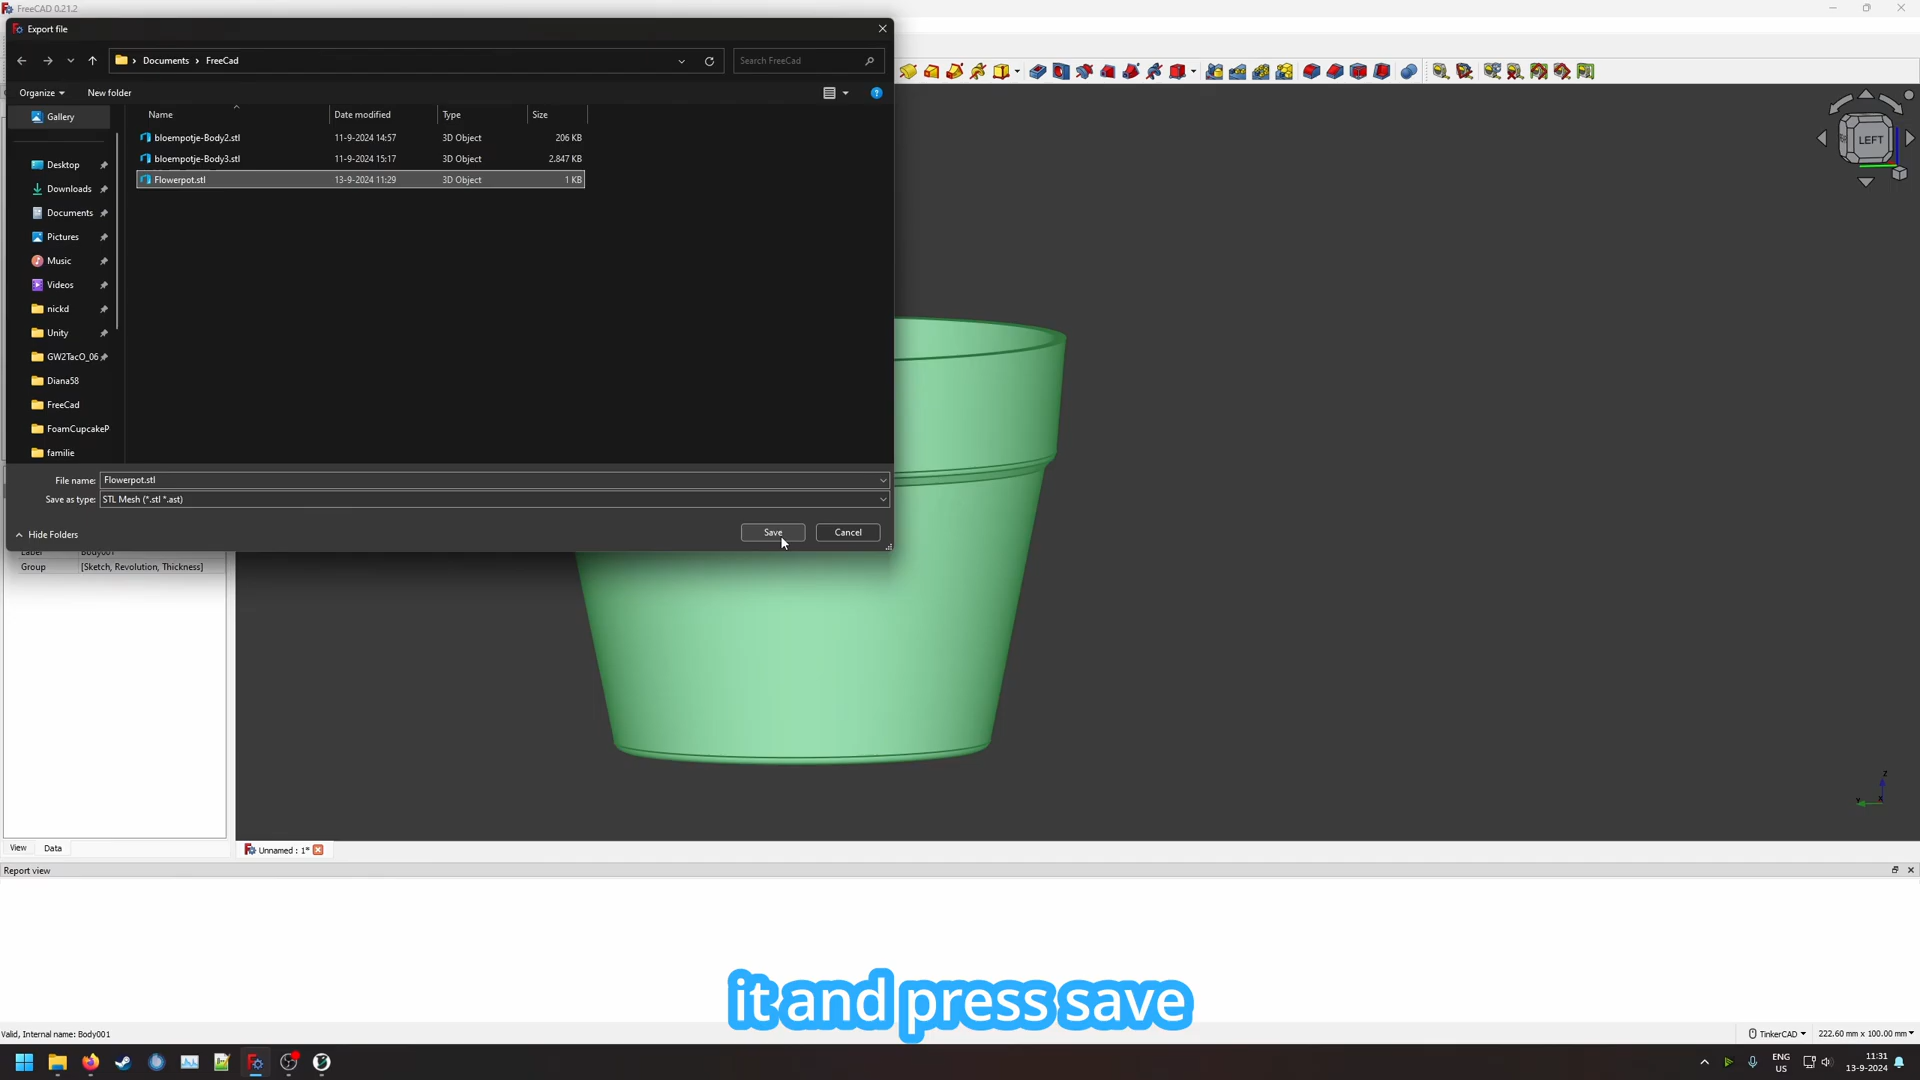 FreeCAD 0.21.2
Export file
Documents > FreeCad
Search FreeCad
Organize
New folder
Name
Date modified
Type
Size
Gallery
bloempotje-Body2.stl
11-9-2024 14:57
3D Object
206 KB
bloempotje-Body3.stl
11-9-2024 15:17
3D Object
2.847 KB
Flowerpot.stl
13-9-2024 11:29
3D Object
1 KB
Desktop
Downloads
Documents
Pictures
Music
Videos
nickd
Unity
GW2TacO_06
Diana58
FreeCad
FoamCupcakeP
familie
LEFT
File name:
Flowerpot.stl
Save as type:
STL Mesh (*.stl *.ast)
Hide Folders
Save
Cancel
Label
Body001
Group
[Sketch, Revolution, Thickness]
Z
Y
X
View
Data
Unnamed : 1*
Report view
it and press save
Valid, Internal name: Body001
TinkerCAD
222.60 mm x 100.00 mm
ENG
US
11:31
13-9-2024